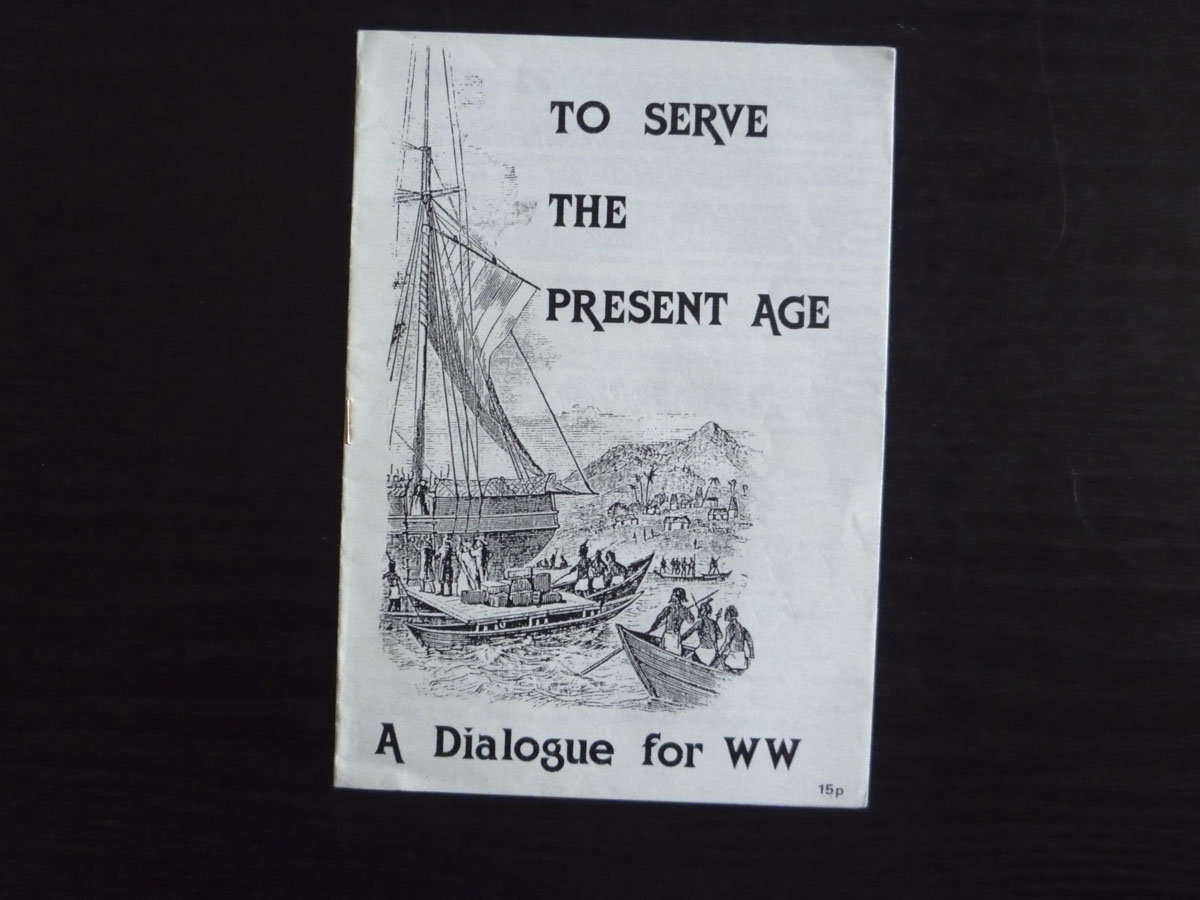 TO SERVE
THE
PRESENT AGE
A Dialogue for WW
15p